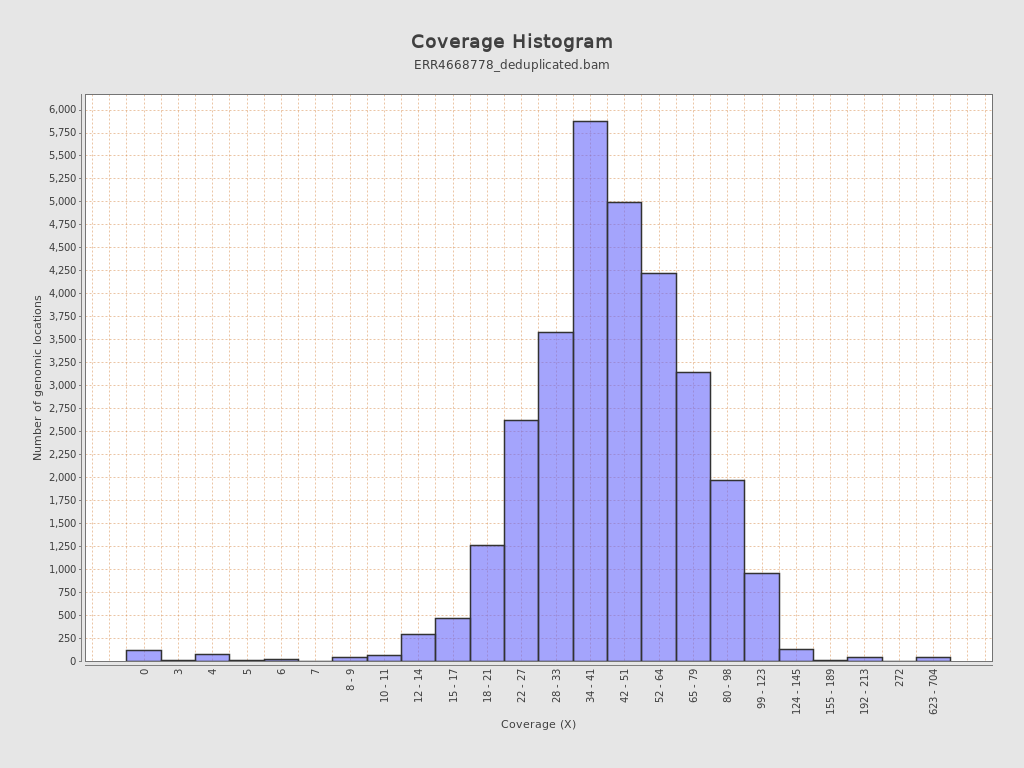 Coverage Histogram
ERR4668778_deduplicated.bam
Number of genomic locations
6,000
5,750
5,500
5,250
5,000
4,750
4,500
4,250
4,000
3,750
3,500
3,250
3,000
2,750
2,500
2,250
2,000
1,750
1,500
1,250
1,000
750
500
250
0
0
3
4
5
6
7
8 - 9
10 - 11
12 - 14
15 - 17
18 - 21
22 - 27
28 - 33
34 - 41
42 - 51
52 - 64
65 - 79
80 - 98
99 - 123
124 - 145
155 - 189
192 - 213
272
623 - 704
Coverage (X)